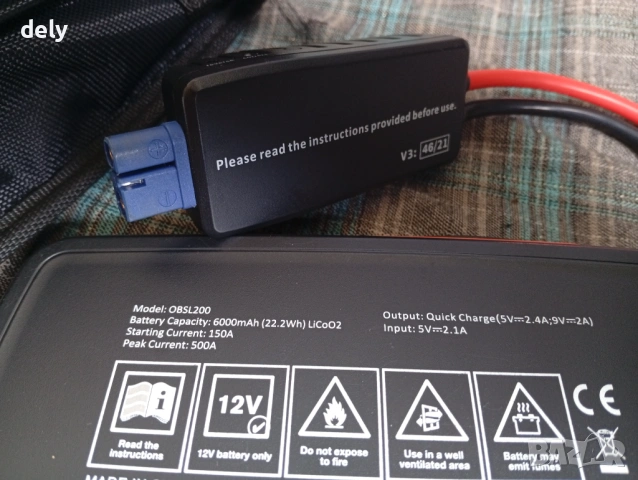 dely
Please read the instructions provided before use.
V3: 46/21
Model: OBSL200
Battery Capacity: 6000mAh (22.2Wh) LiCoO2
Starting Current: 150A
Peak Current: 500A
Output: Quick Charge(5V⎓2.4A;9V⎓2A)
Input: 5V⎓2.1A
Read the
Instructions
12V
12V battery only
Do not expose
to fire
Use in a well
ventilated area
Battery may
emit fumes
CE
BAZAR
MADE IN